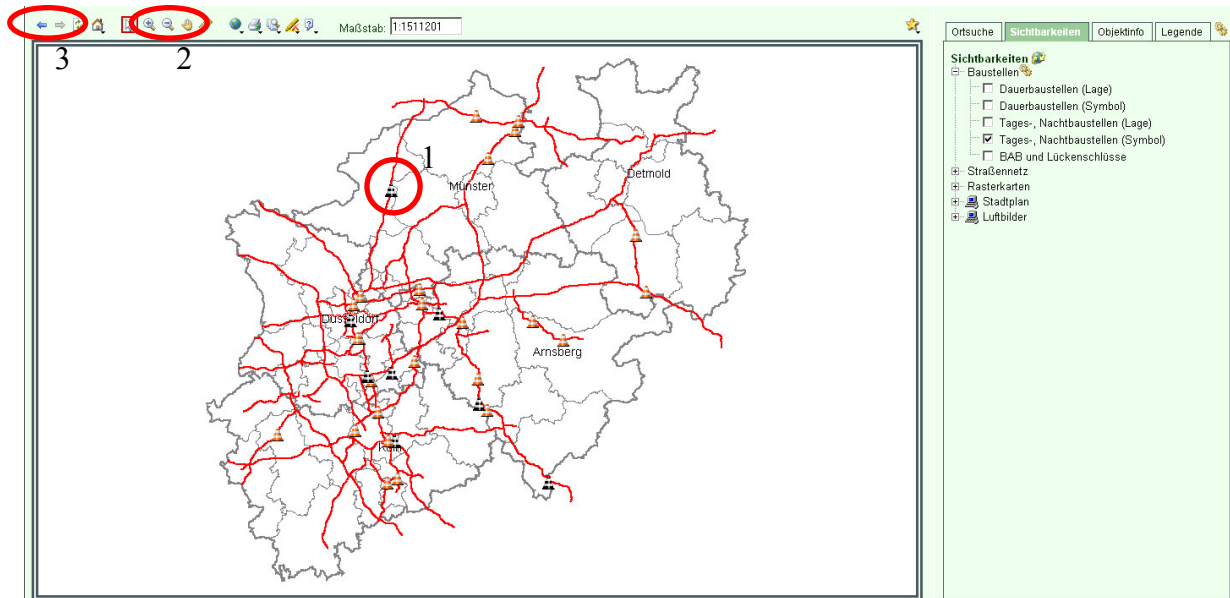 Maßstab: 1:1511201
3
2
1
Münster
Detmold
Düsseldorf
Arnsberg
Köln
Ortsuche Sichtbarkeiten Objektinfo Legende
Sichtbarkeiten
Baustellen
Dauerbaustellen (Lage)
Dauerbaustellen (Symbol)
Tages-, Nachtbaustellen (Lage)
Tages-, Nachtbaustellen (Symbol)
BAB und Lückenschlüsse
Straßennetz
Rasterkarten
Stadtplan
Luftbilder